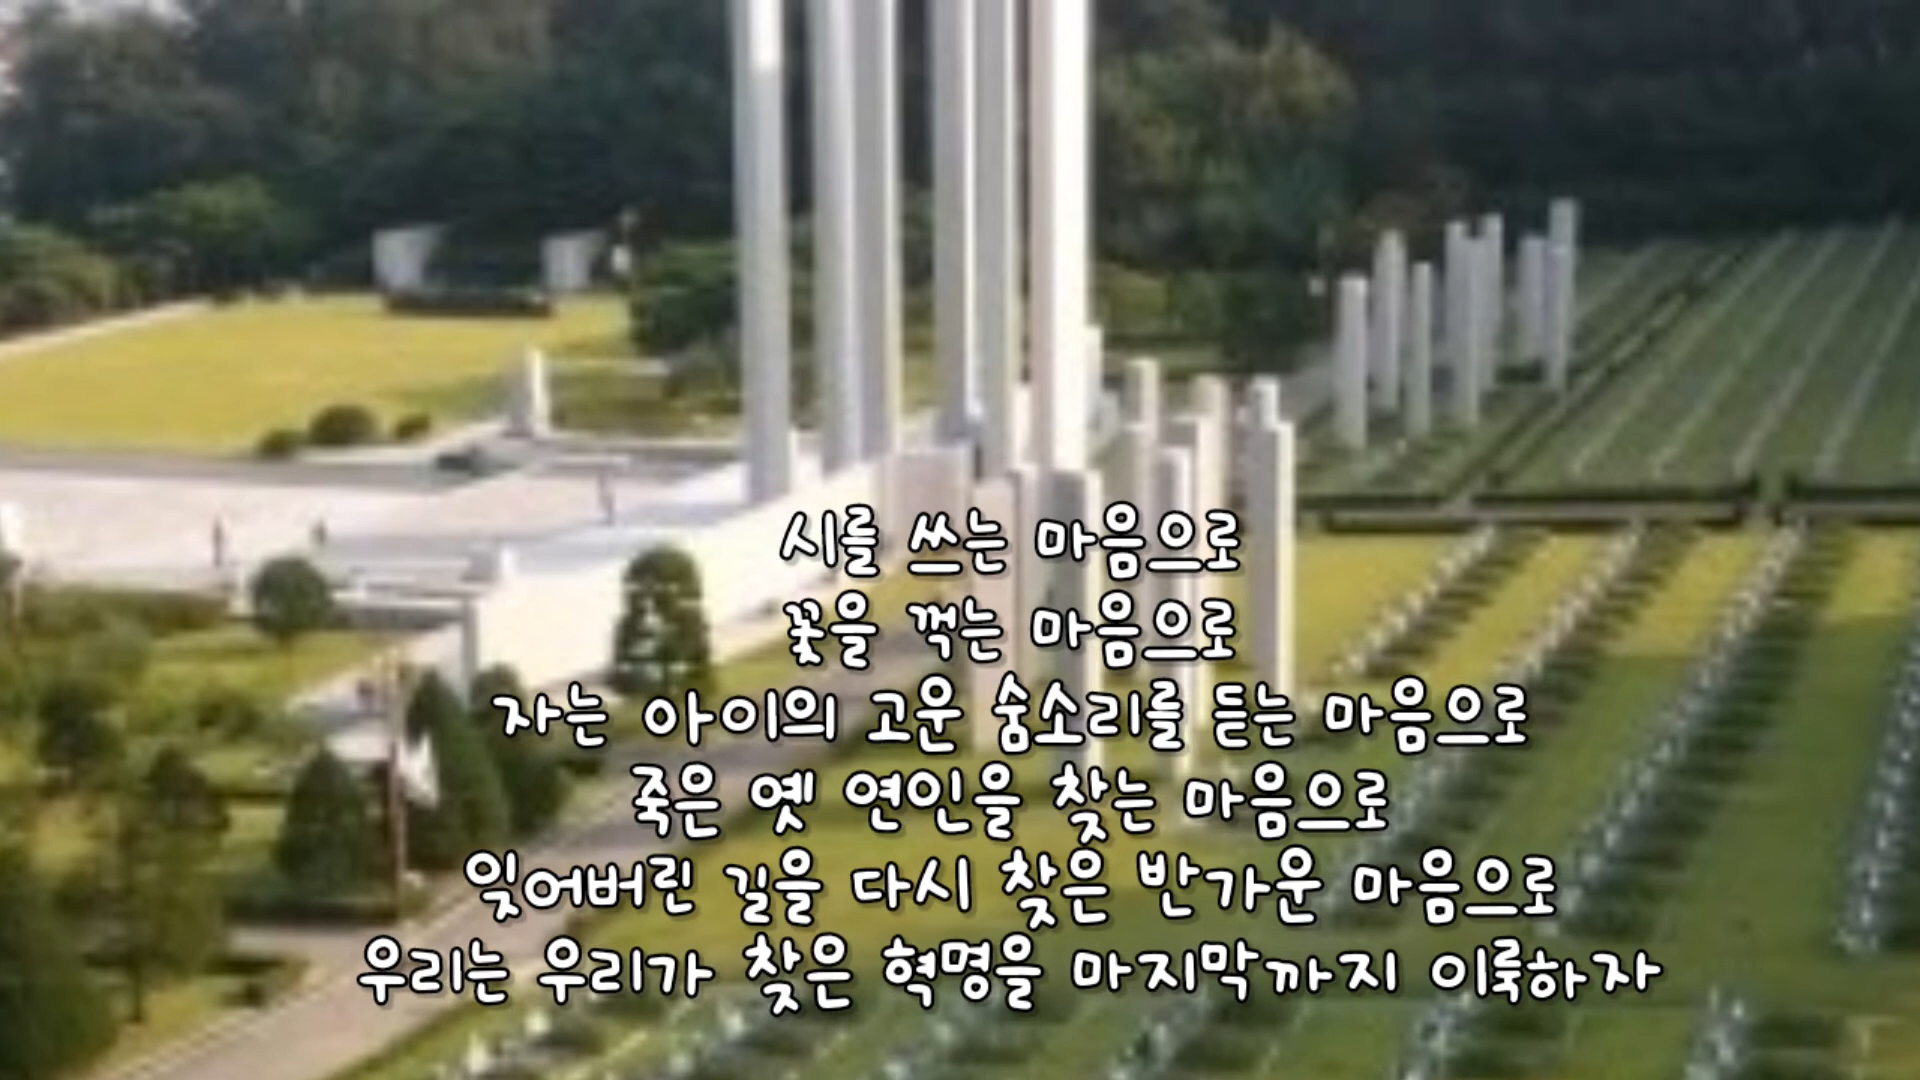 시를 쓰는 마음으로
꽃을 꺽는 마음으로
자는 아이의 고운 숨소리를 듣는 마음으로
죽은 옛 연인을 찾는 마음으로
잊어버린 길을 다시 찾은 반가운 마음으로
우리는 우리가 찾은 혁명을 마지막까지 이룩하자